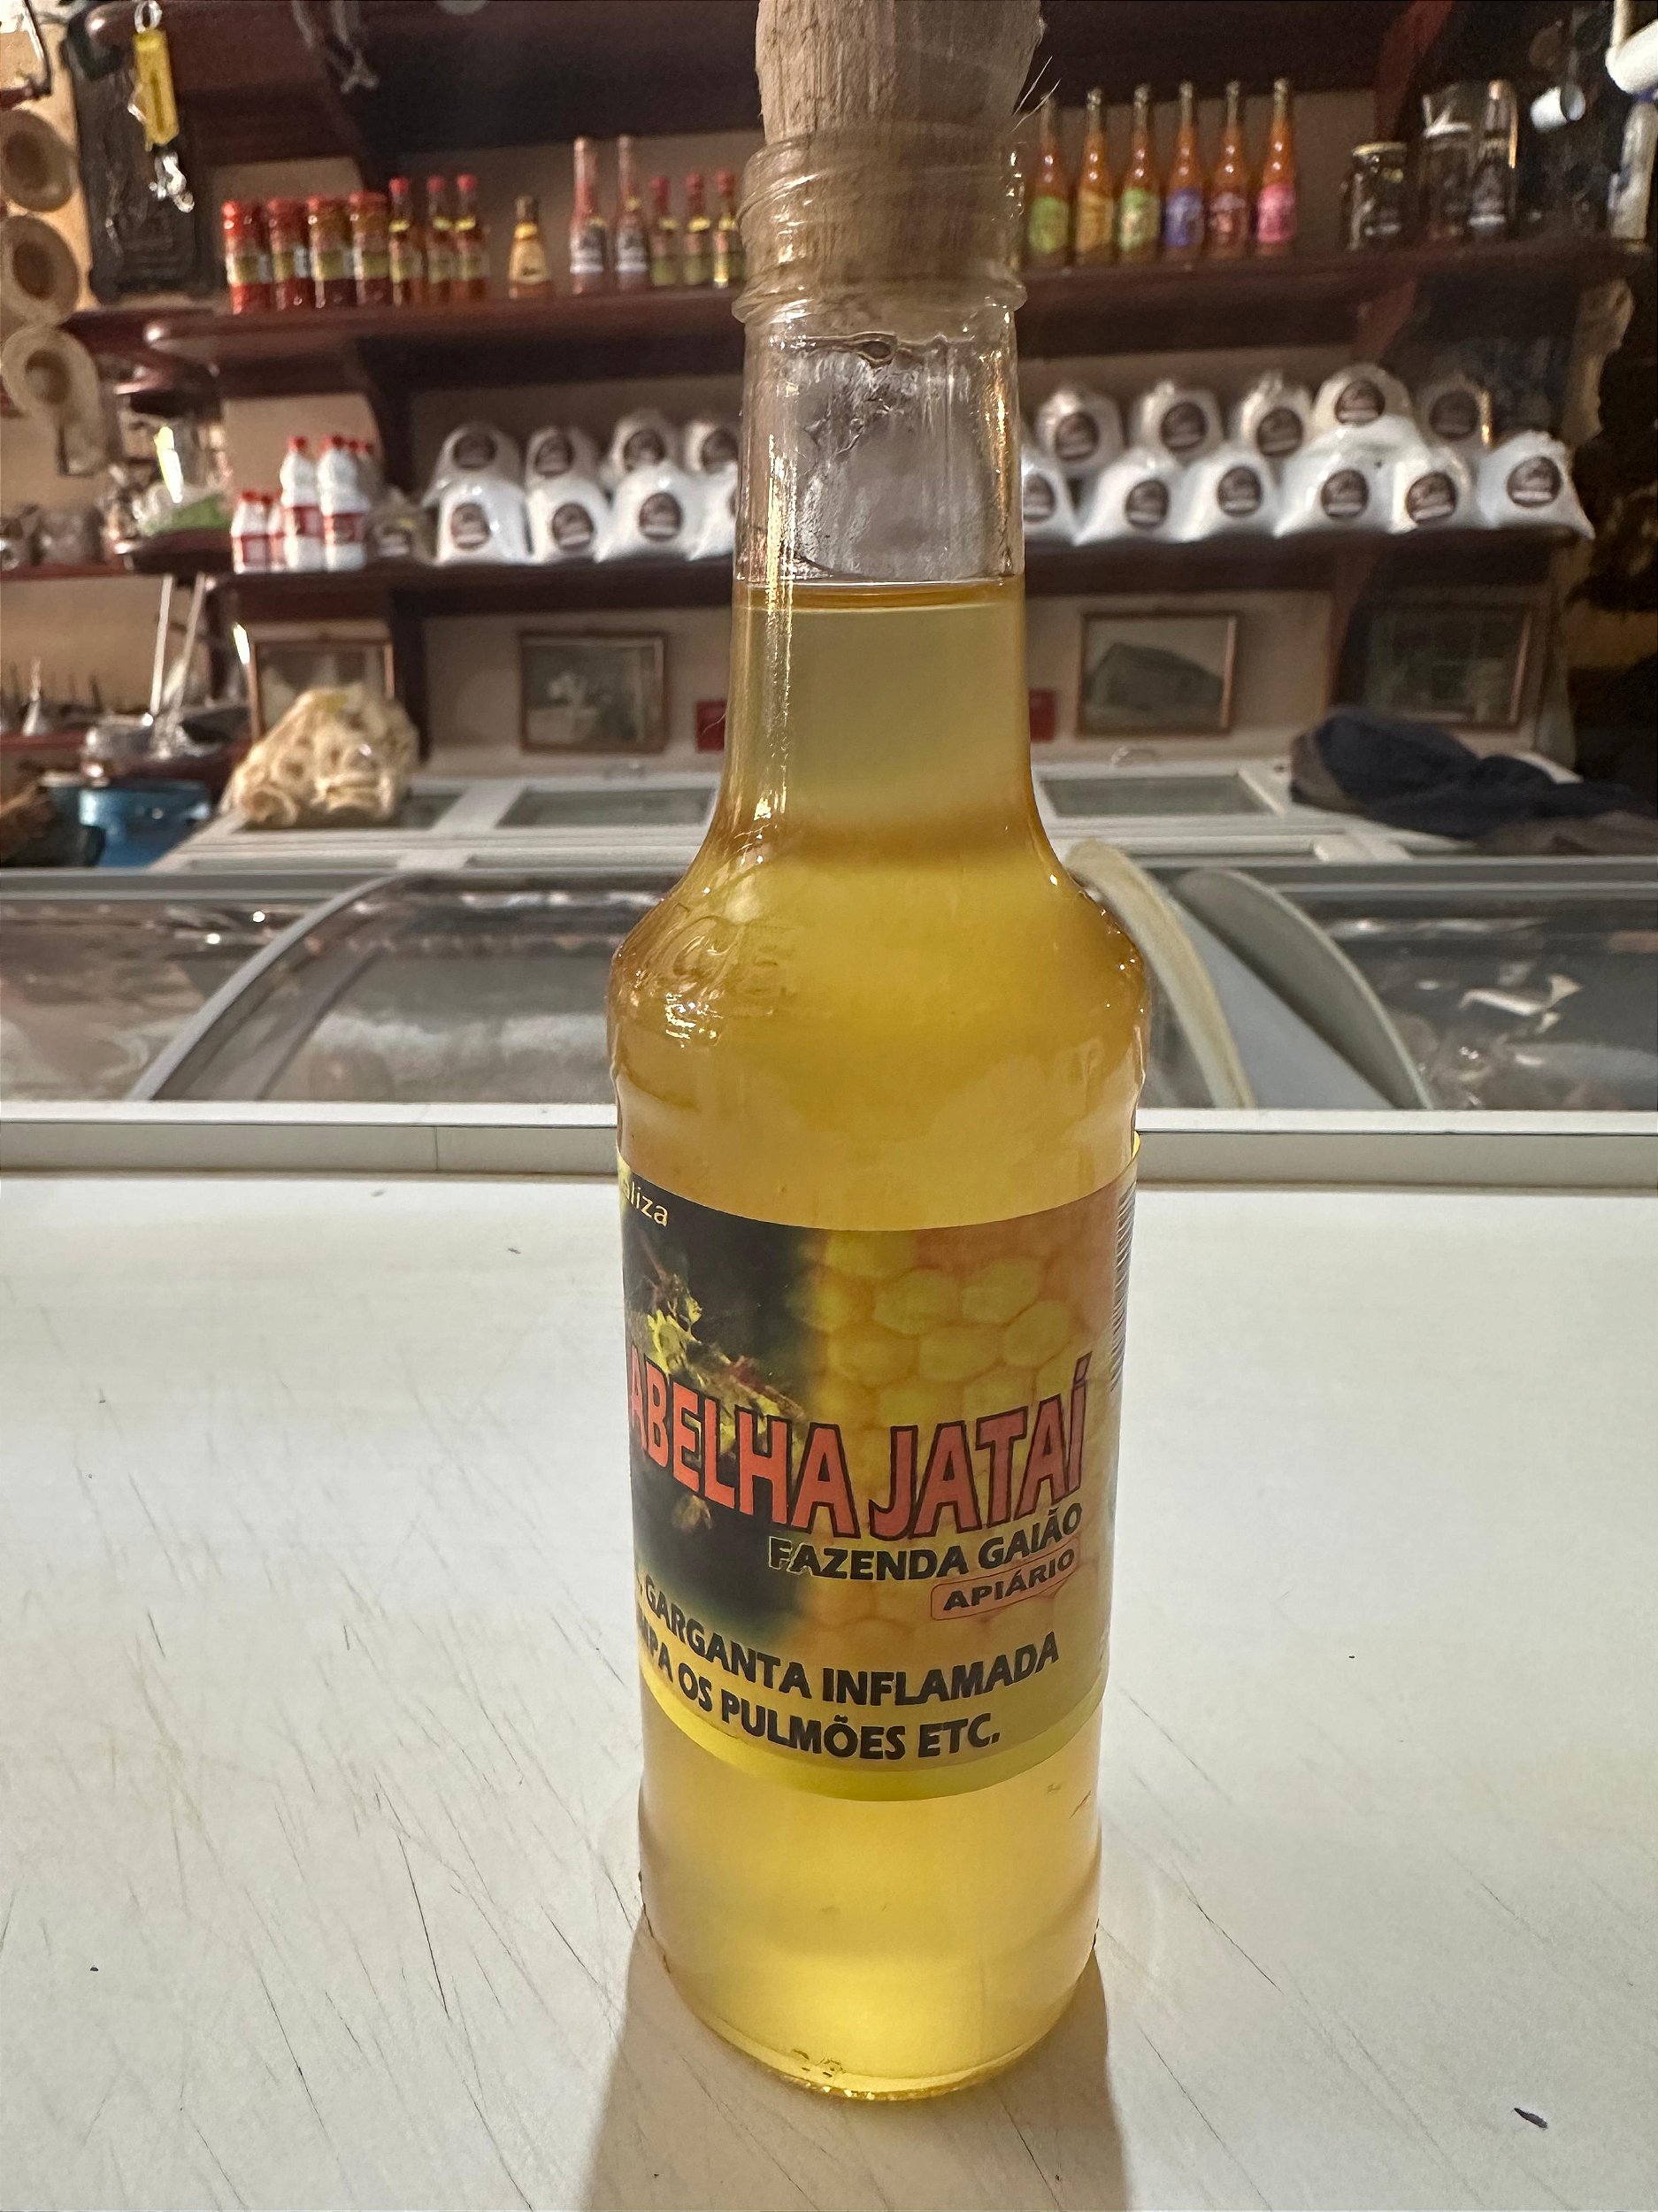 ABELHA JATAÍ
FAZENDA GAIÃO
APIÁRIO
GARGANTA INFLAMADA
OS PULMÕES ETC.